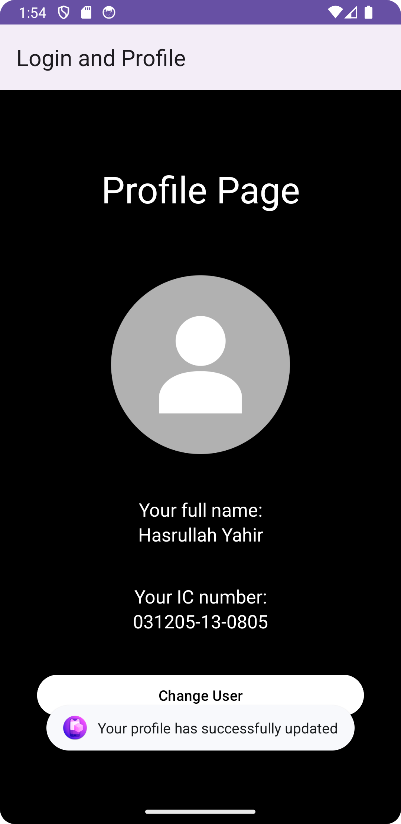 1:54
Login and Profile
Profile Page
Your full name:
Hasrullah Yahir
Your IC number:
031205-13-0805
Change User
Your profile has successfully updated